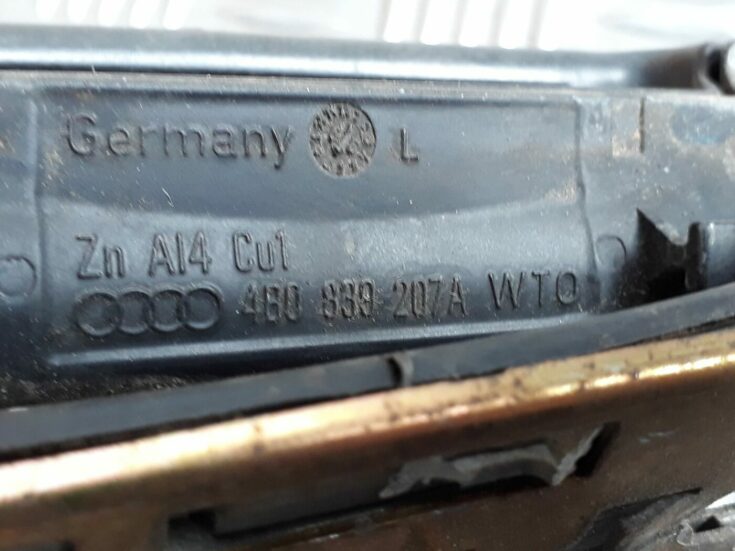 Germany L
Zn Al4 Cu1
4B0 839 207A WTO